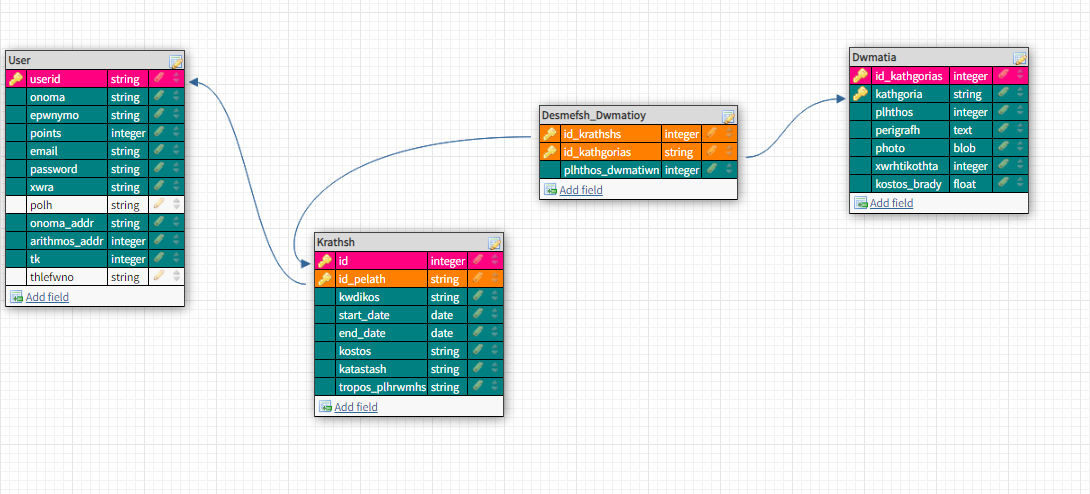 User
userid string
onoma string
epwnymo string
points integer
email string
password string
xwra string
polh string
onoma_addr string
arithmos_addr integer
tk integer
thlefwno string
Add field
Krathsh
id integer
id_pelath string
kwdikos string
start_date date
end_date date
kostos string
katastash string
tropos_plhrwmhs string
Add field
Desmefsh_Dwmatioy
id_krathshs integer
id_kathgorias string
plhthos_dwmatiwn integer
Add field
Dwmatia
id_kathgorias integer
kathgoria string
plhthos integer
perigrafh text
photo blob
xwrhtikothta integer
kostos_brady float
Add field